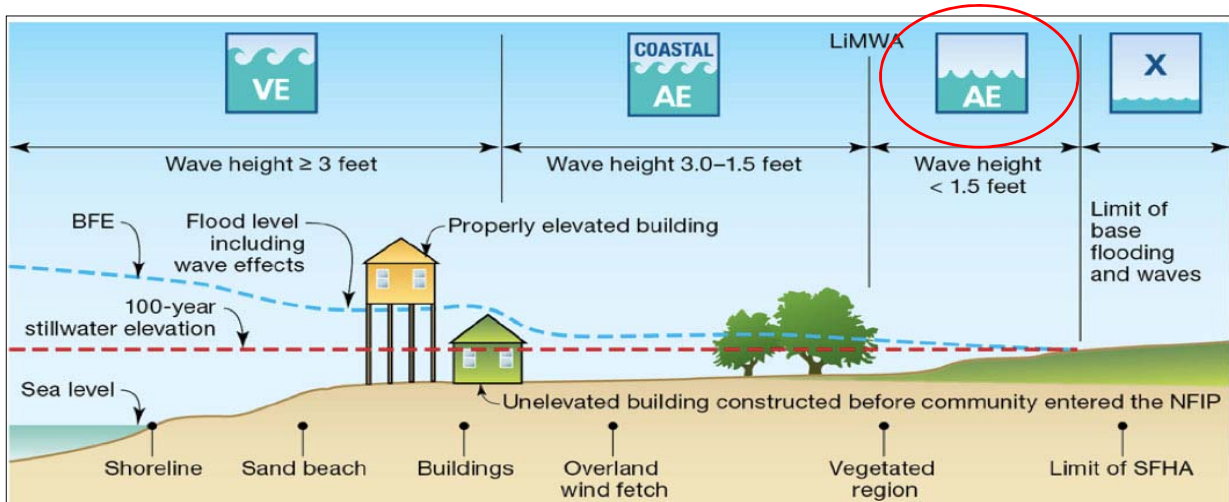 VE
COASTAL
AE
LiMWA
AE
X
Wave height ≥ 3 feet
Wave height 3.0–1.5 feet
Wave height
< 1.5 feet
BFE
Flood level
including
wave effects
Properly elevated building
Limit of
base
flooding
and waves
100-year
stillwater elevation
Sea level
Unelevated building constructed before community entered the NFIP
Shoreline
Sand beach
Buildings
Overland
wind fetch
Vegetated
region
Limit of SFHA